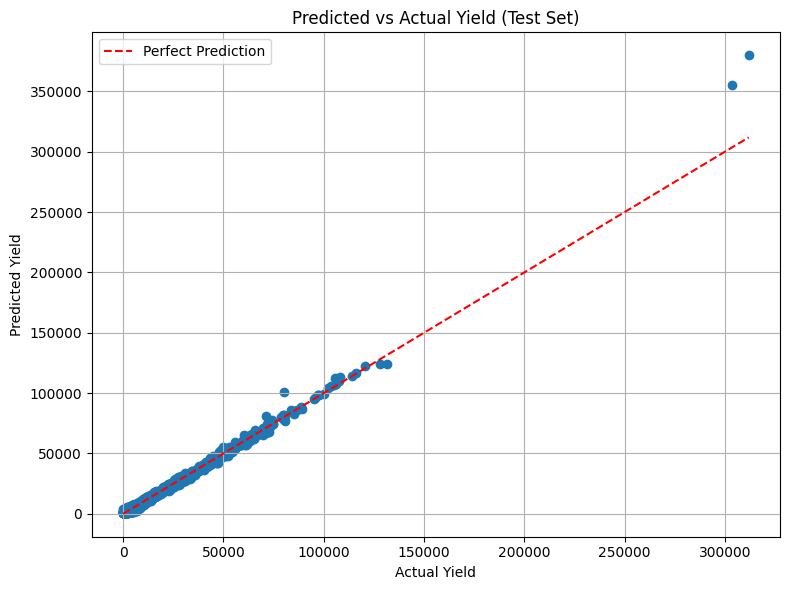 Predicted vs Actual Yield (Test Set)
Perfect Prediction
Predicted Yield
350000
300000
250000
200000
150000
100000
50000
0
0 50000 100000 150000 200000 250000 300000
Actual Yield